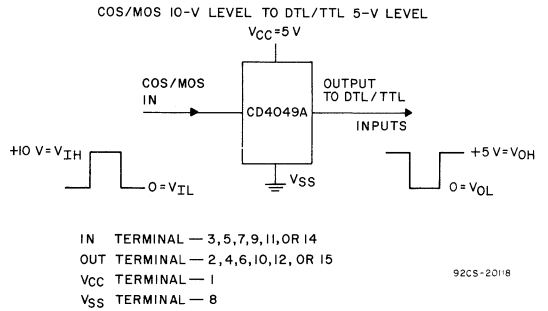 COS/MOS 10-V LEVEL TO DTL/TTL 5-V LEVEL
VCC=5V
COS/MOS
IN
CD4049A
OUTPUT
TO DTL/TTL
INPUTS
+10 V=VIH
0=VIL
VSS
+5V=VOH
0=VOL
IN TERMINAL — 3,5,7,9,11,OR 14
OUT TERMINAL — 2,4,6,10,12, OR 15
VCC TERMINAL — 1
VSS TERMINAL — 8
92CS-20118